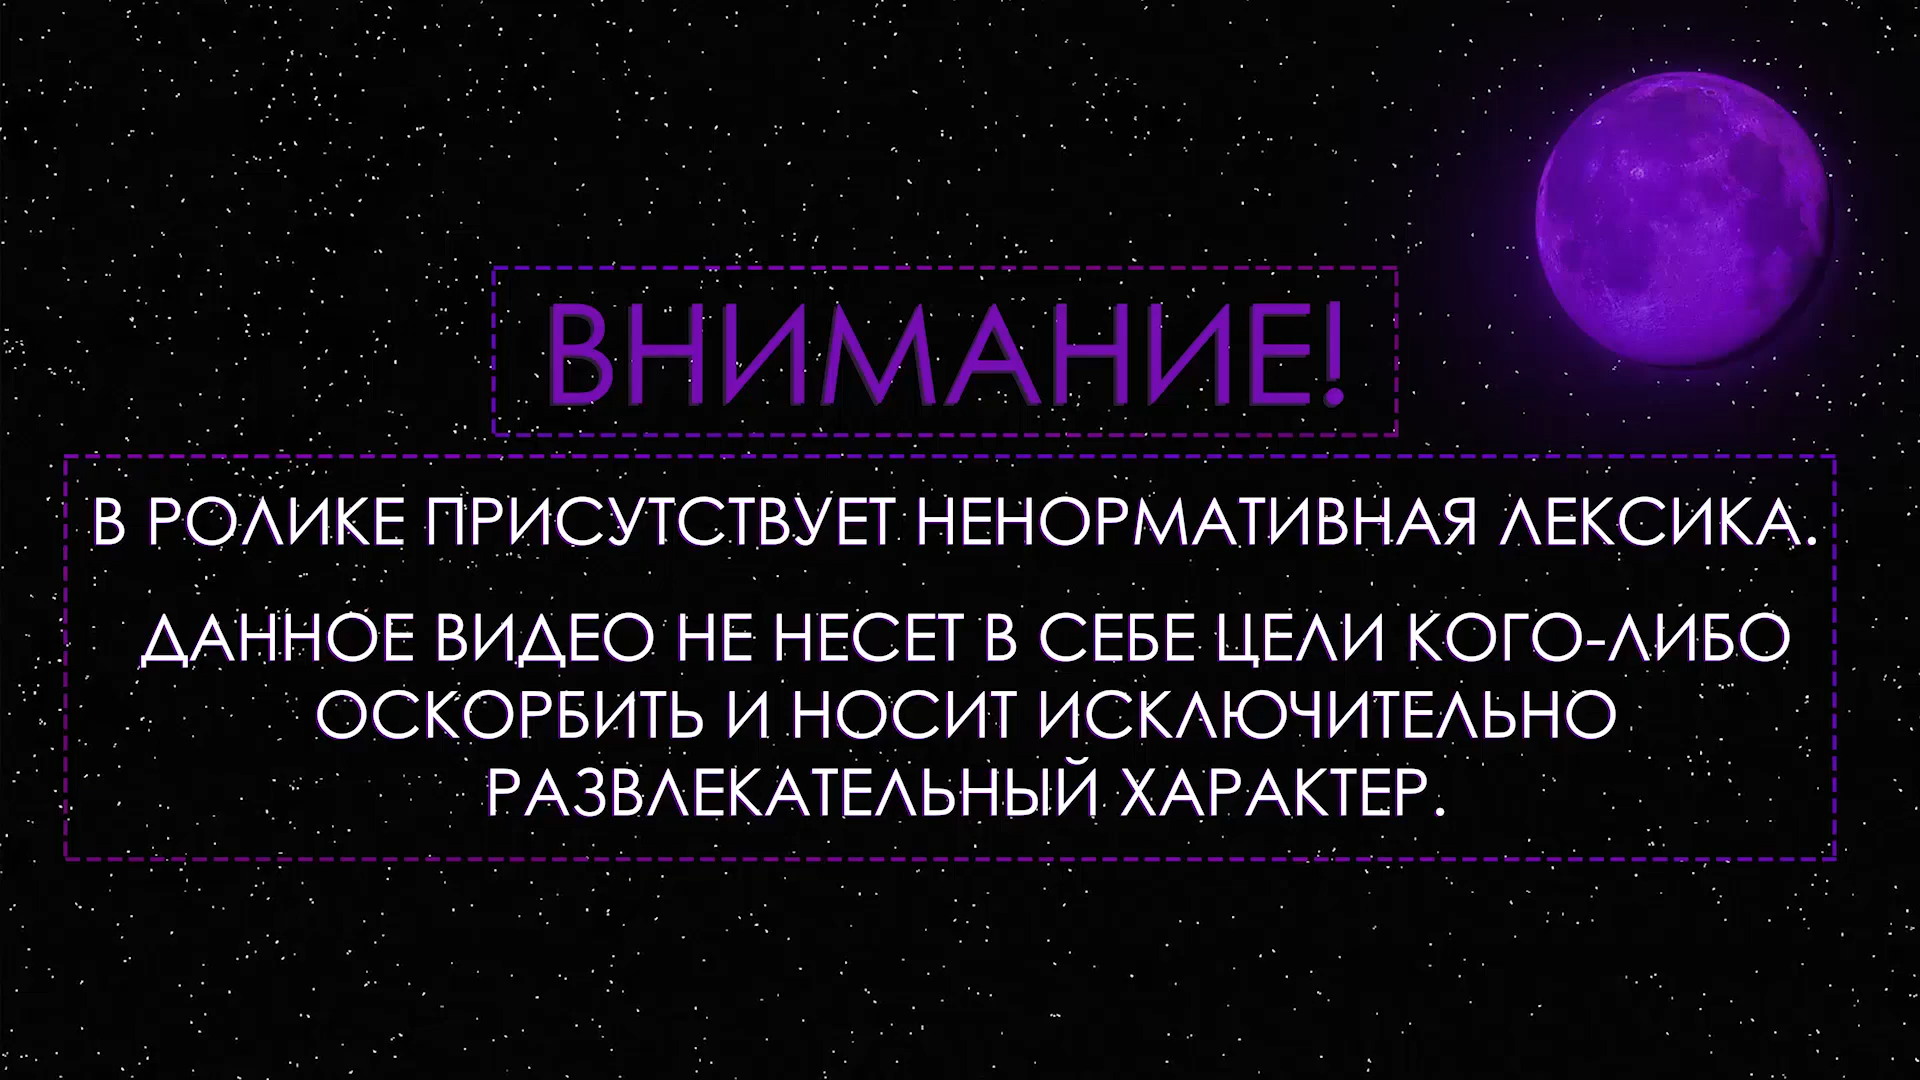 ВНИМАНИЕ!
В РОЛИКЕ ПРИСУТСТВУЕТ НЕНОРМАТИВНАЯ ЛЕКСИКА.
ДАННОЕ ВИДЕО НЕ НЕСЕТ В СЕБЕ ЦЕЛИ КОГО-ЛИБО
ОСКОРБИТЬ И НОСИТ ИСКЛЮЧИТЕЛЬНО
РАЗВЛЕКАТЕЛЬНЫЙ ХАРАКТЕР.